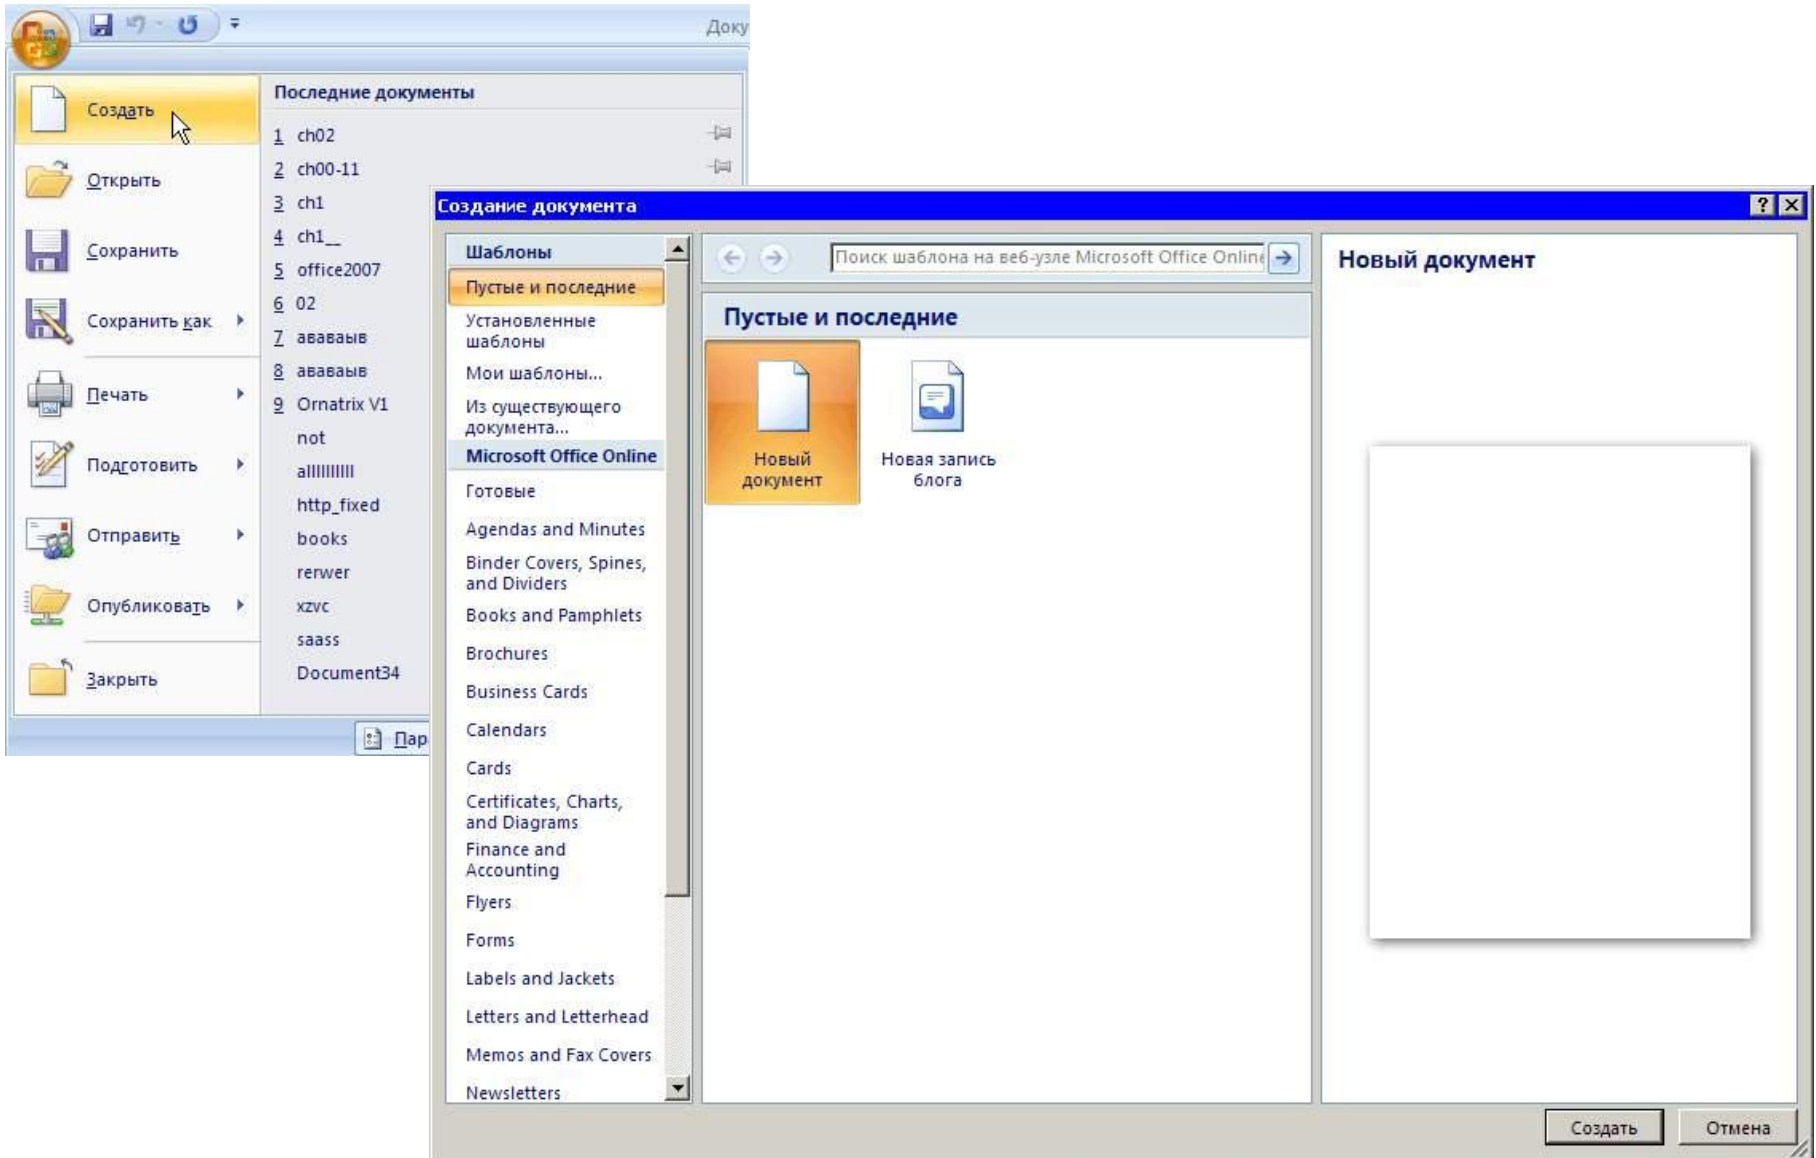 Доку
Создать
Открыть
Сохранить
Сохранить как
Печать
Подготовить
Отправить
Опубликовать
Закрыть
Последние документы
1 ch02
2 ch00-11
3 ch1
4 ch1__
5 office2007
6 02
7 ававаыв
8 ававаыв
9 Ornatrix V1
not
http_fixed
books
rerwer
xzvc
saass
Document34
Пар
Создание документа
Шаблоны
Пустые и последние
Установленные
шаблоны
Мои шаблоны...
Из существующего
документа...
Microsoft Office Online
Готовые
Agendas and Minutes
Binder Covers, Spines,
and Dividers
Books and Pamphlets
Brochures
Business Cards
Calendars
Cards
Certificates, Charts,
and Diagrams
Finance and
Accounting
Flyers
Forms
Labels and Jackets
Letters and Letterhead
Memos and Fax Covers
Newsletters
Поиск шаблона на веб-узле Microsoft Office Online
Пустые и последние
Новый
документ
Новая запись
блога
Новый документ
Создать
Отмена